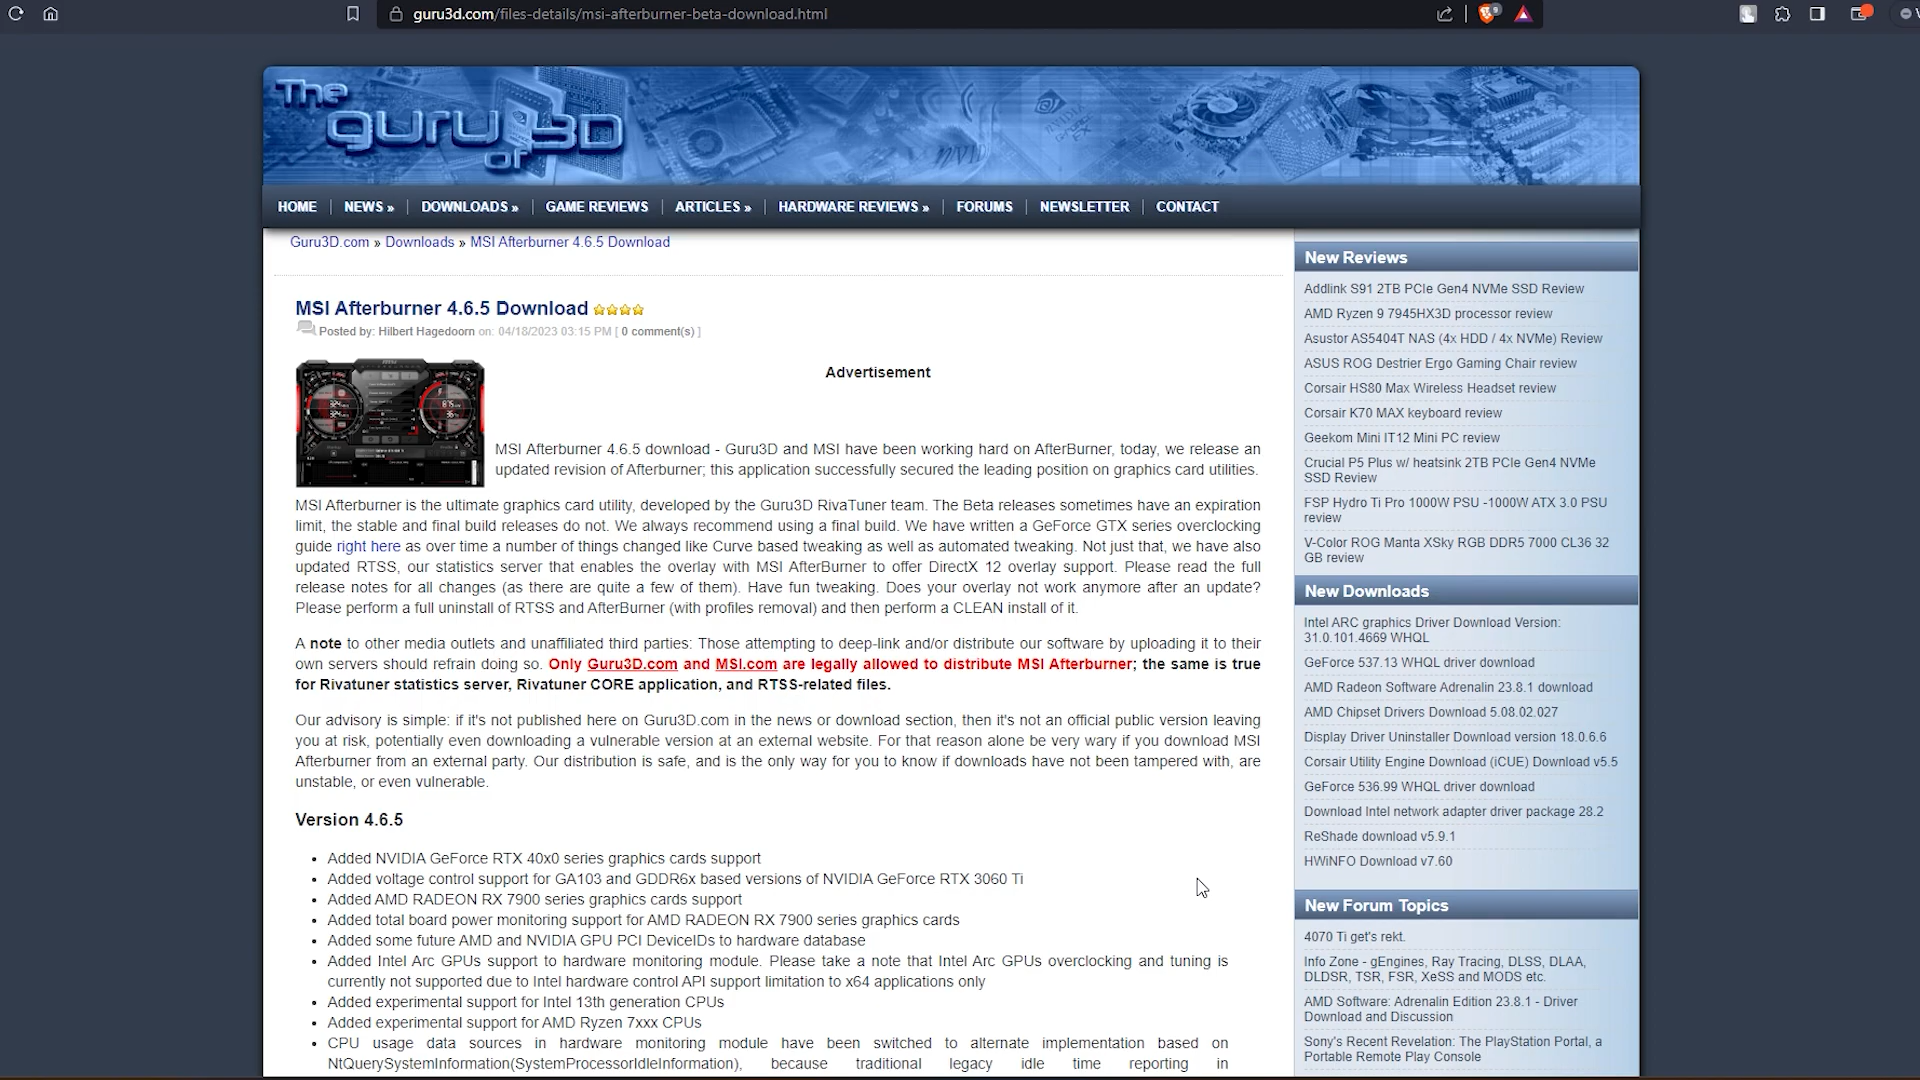 guru3d.com/files-details/msi-afterburner-beta-download.html
The
guru
of 3D
HOME
NEWS »
DOWNLOADS »
GAME REVIEWS
ARTICLES »
HARDWARE REVIEWS »
FORUMS
NEWSLETTER
CONTACT
Guru3D.com » Downloads » MSI Afterburner 4.6.5 Download
MSI Afterburner 4.6.5 Download
Posted by: Hilbert Hagedoorn on: 04/18/2023 03:15 PM [ 0 comment(s) ]
Advertisement
MSI Afterburner 4.6.5 download - Guru3D and MSI have been working hard on AfterBurner, today, we release an
updated revision of Afterburner; this application successfully secured the leading position on graphics card utilities.
MSI Afterburner is the ultimate graphics card utility, developed by the Guru3D RivaTuner team. The Beta releases sometimes have an expiration
limit, the stable and final build releases do not. We always recommend using a final build. We have written a GeForce GTX series overclocking
guide right here as over time a number of things changed like Curve based tweaking as well as automated tweaking. Not just that, we have also
updated RTSS, our statistics server that enables the overlay with MSI AfterBurner to offer DirectX 12 overlay support. Please read the full
release notes for all changes (as there are quite a few of them). Have fun tweaking. Does your overlay not work anymore after an update?
Please perform a full uninstall of RTSS and AfterBurner (with profiles removal) and then perform a CLEAN install of it.
A note to other media outlets and unaffiliated third parties: Those attempting to deep-link and/or distribute our software by uploading it to their
own servers should refrain doing so. Only Guru3D.com and MSI.com are legally allowed to distribute MSI Afterburner; the same is true
for Rivatuner statistics server, Rivatuner CORE application, and RTSS-related files.
Our advisory is simple: if it's not published here on Guru3D.com in the news or download section, then it's not an official public version leaving
you at risk, potentially even downloading a vulnerable version at an external website. For that reason alone be very wary if you download MSI
Afterburner from an external party. Our distribution is safe, and is the only way for you to know if downloads have not been tampered with, are
unstable, or even vulnerable.
Version 4.6.5
• Added NVIDIA GeForce RTX 40x0 series graphics cards support
• Added voltage control support for GA103 and GDDR6x based versions of NVIDIA GeForce RTX 3060 Ti
• Added AMD RADEON RX 7900 series graphics cards support
• Added total board power monitoring support for AMD RADEON RX 7900 series graphics cards
• Added some future AMD and NVIDIA GPU PCI DeviceIDs to hardware database
• Added Intel Arc GPUs support to hardware monitoring module. Please take a note that Intel Arc GPUs overclocking and tuning is
currently not supported due to Intel hardware control API support limitation to x64 applications only
• Added experimental support for Intel 13th generation CPUs
• Added experimental support for AMD Ryzen 7xxx CPUs
• CPU usage data sources in hardware monitoring module have been switched to alternate implementation based on
NtQuerySystemInformation(SystemProcessorIdleInformation), because traditional legacy idle time reporting in
New Reviews
Addlink S91 2TB PCIe Gen4 NVMe SSD Review
AMD Ryzen 9 7945HX3D processor review
Asustor AS5404T NAS (4x HDD / 4x NVMe) Review
ASUS ROG Destrier Ergo Gaming Chair review
Corsair HS80 Max Wireless Headset review
Corsair K70 MAX keyboard review
Geekom Mini IT12 Mini PC review
Crucial P5 Plus w/ heatsink 2TB PCIe Gen4 NVMe
SSD Review
FSP Hydro Ti Pro 1000W PSU -1000W ATX 3.0 PSU
review
V-Color ROG Manta XSky RGB DDR5 7000 CL36 32
GB review
New Downloads
Intel ARC graphics Driver Download Version:
31.0.101.4669 WHQL
GeForce 537.13 WHQL driver download
AMD Radeon Software Adrenalin 23.8.1 download
AMD Chipset Drivers Download 5.08.02.027
Display Driver Uninstaller Download version 18.0.6.6
Corsair Utility Engine Download (iCUE) Download v5.5
GeForce 536.99 WHQL driver download
Download Intel network adapter driver package 28.2
ReShade download v5.9.1
HWiNFO Download v7.60
New Forum Topics
4070 Ti get's rekt.
Info Zone - gEngines, Ray Tracing, DLSS, DLAA,
DLDSR, TSR, FSR, XeSS and MODS etc.
AMD Software: Adrenalin Edition 23.8.1 - Driver
Download and Discussion
Sony's Recent Revelation: The PlayStation Portal, a
Portable Remote Play Console